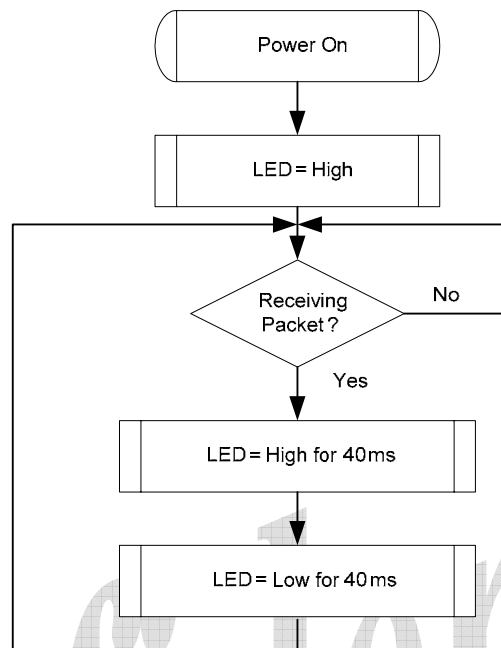 Power On
LED = High
Receiving
Packet ?
No
Yes
LED = High for 40ms
LED = Low for 40ms